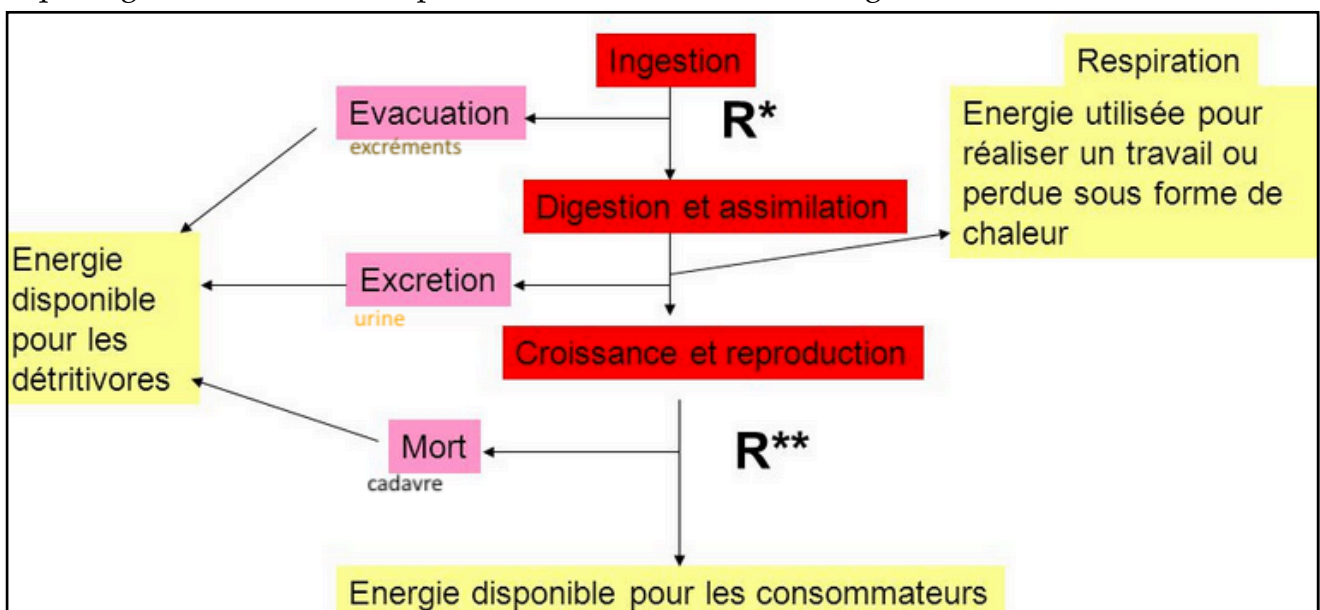 Ingestion
Respiration
Evacuation
excréments
R*
Energie utilisée pour
réaliser un travail ou
perdue sous forme de
chaleur
Digestion et assimilation
Energie
disponible
pour les
détritivores
Excretion
urine
Croissance et reproduction
Mort
cadavre
R**
Energie disponible pour les consommateurs